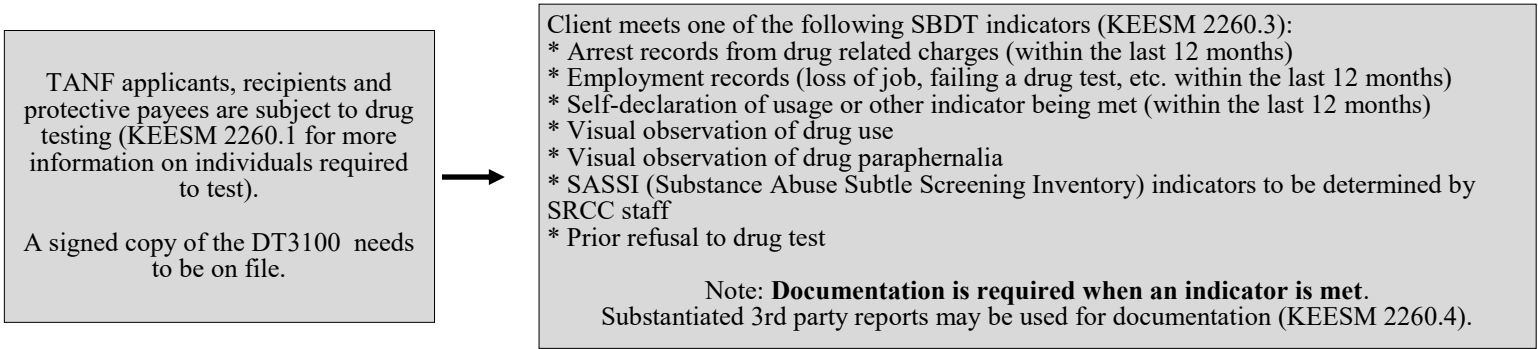 TANF applicants, recipients and
protective payees are subject to drug
testing (KEESM 2260.1 for more
information on individuals required
to test).
A signed copy of the DT3100  needs
to be on file.
Client meets one of the following SBDT indicators (KEESM 2260.3):
* Arrest records from drug related charges (within the last 12 months)
* Employment records (loss of job, failing a drug test, etc. within the last 12 months)
* Self-declaration of usage or other indicator being met (within the last 12 months)
* Visual observation of drug use
* Visual observation of drug paraphernalia
* SASSI (Substance Abuse Subtle Screening Inventory) indicators to be determined by
SRCC staff
* Prior refusal to drug test
Note: Documentation is required when an indicator is met.
Substantiated 3rd party reports may be used for documentation (KEESM 2260.4).